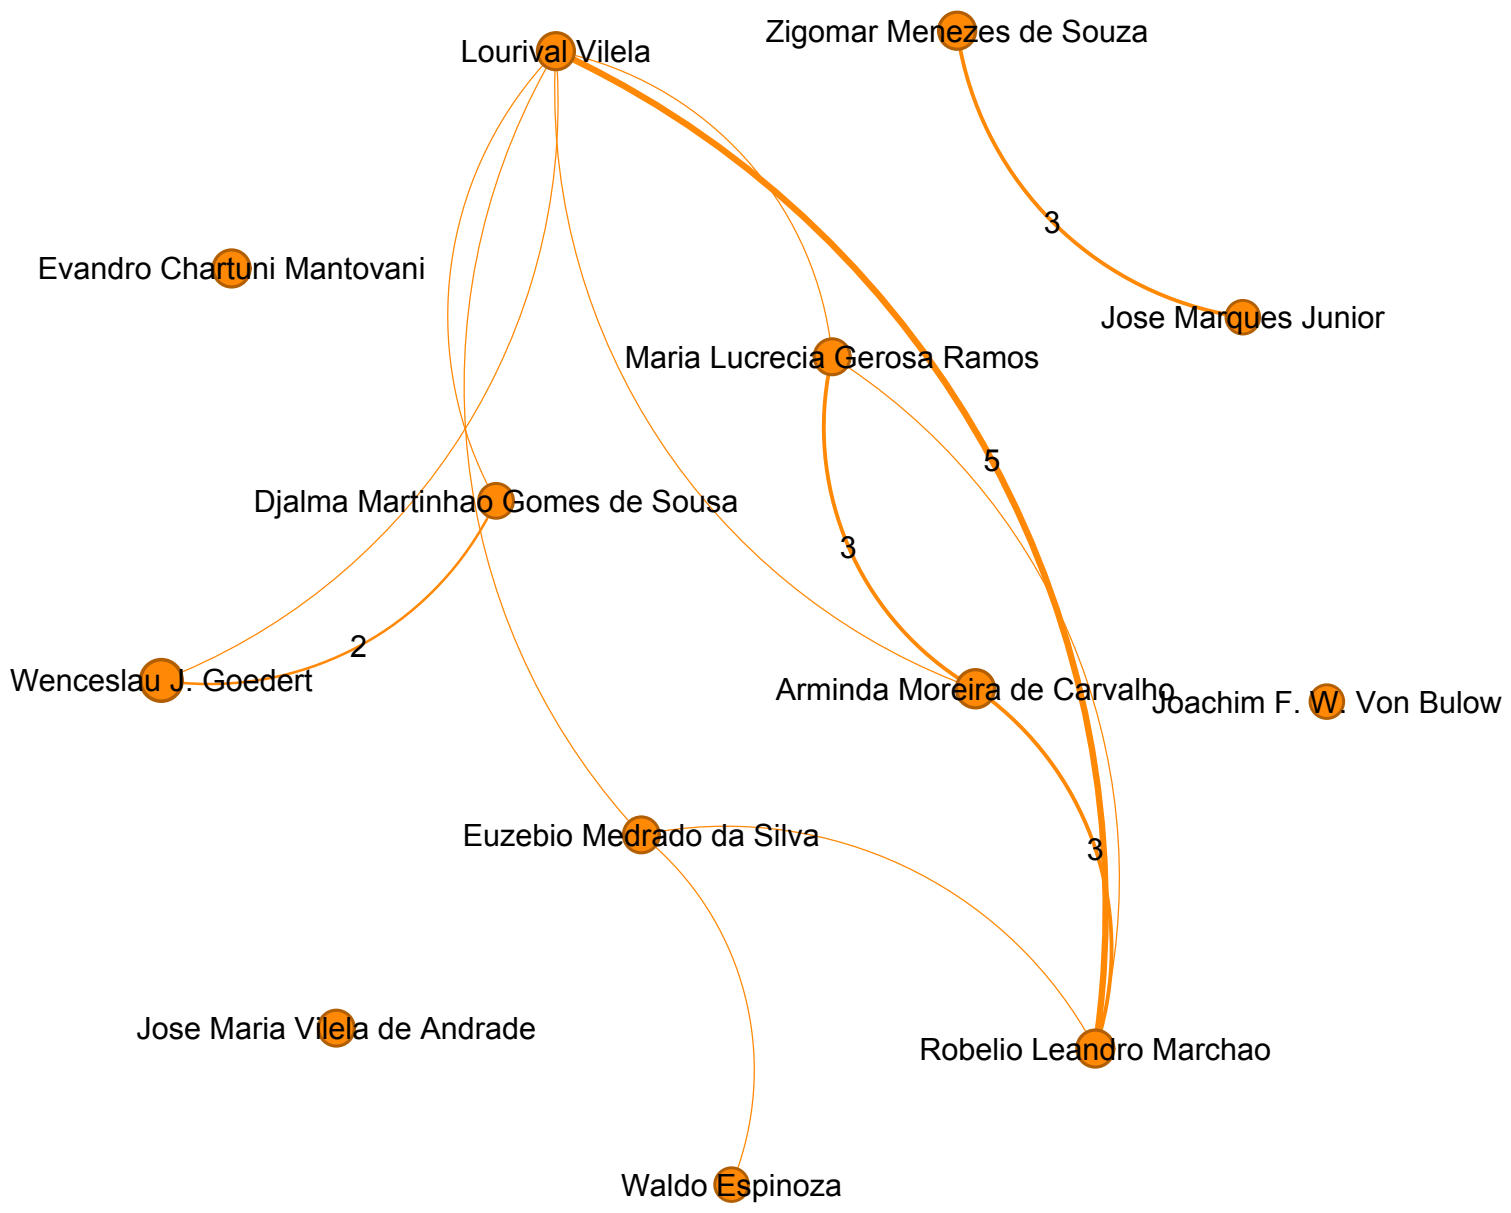 Zigomar Menezes de Souza
Lourival Vilela
3
Evandro Chartuni Mantovani
Jose Marques Junior
Maria Lucrecia Gerosa Ramos
5
Djalma Martinhao Gomes de Sousa
3
2
Wenceslau J. Goedert
Arminda Moreira de Carvalho
Joachim F. W. Von Bulow
Euzebio Medrado da Silva
3
Jose Maria Vilela de Andrade
Robelio Leandro Marchao
Waldo Espinoza